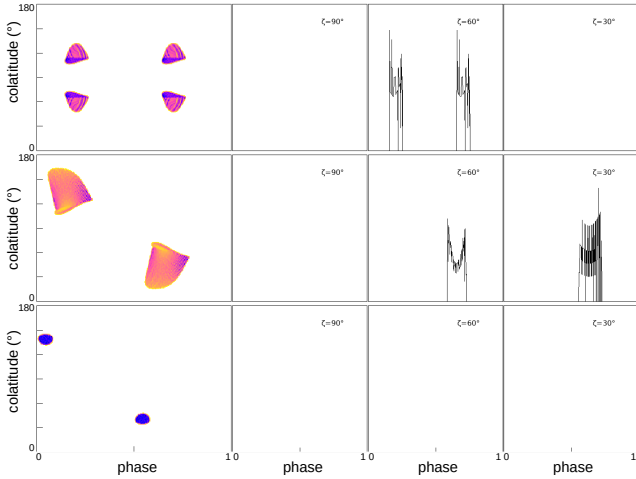 180
colatitude (°)
0
ζ=90°
ζ=60°
ζ=30°
180
colatitude (°)
0
ζ=90°
ζ=60°
ζ=30°
180
colatitude (°)
0
ζ=90°
ζ=60°
ζ=30°
0 1 0 1 0 1 0 1
phase phase phase phase